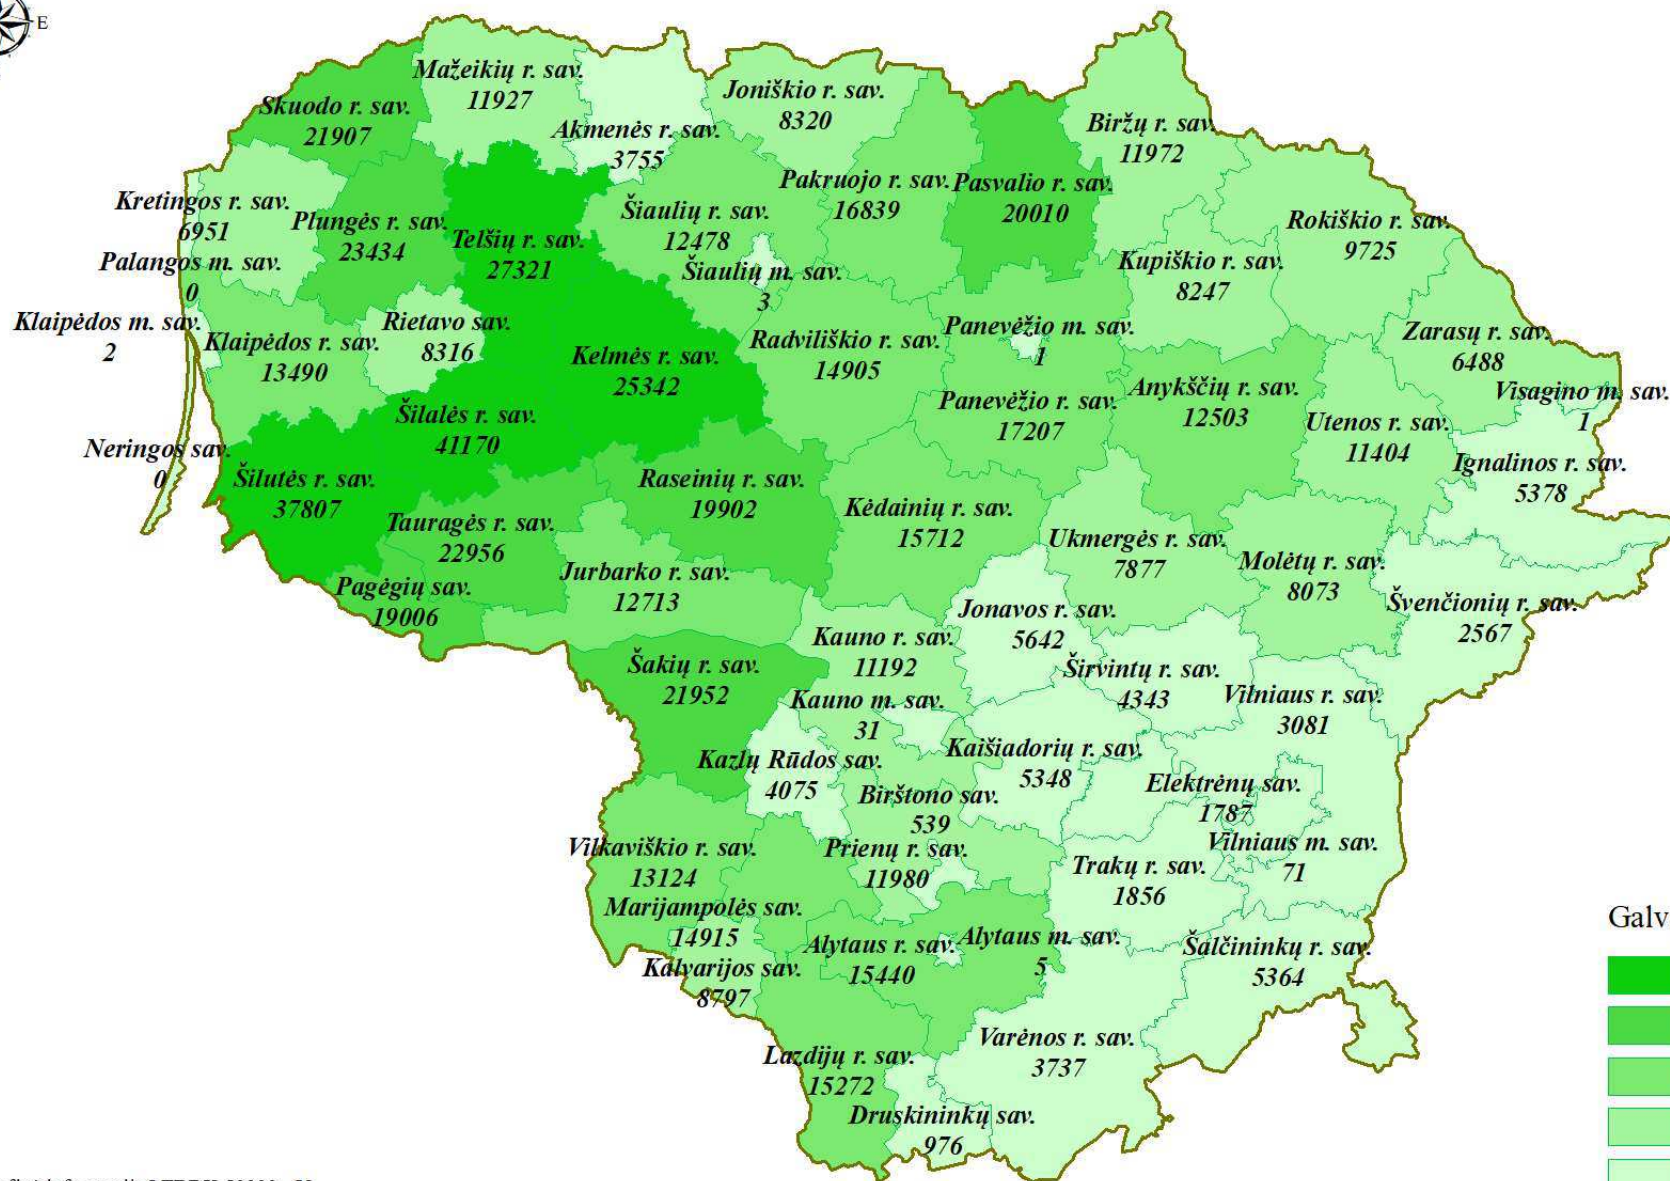 E
Mažeikių r. sav.
11927
Skuodo r. sav.
21907
Akmenės r. sav.
3755
Joniškio r. sav.
8320
Biržų r. sav.
11972
Kretingos r. sav.
6951
Plungės r. sav.
23434
Telšių r. sav.
27321
Šiaulių r. sav.
12478
Pakruojo r. sav.
16839
Pasvalio r. sav.
20010
Rokiškio r. sav.
9725
Palangos m. sav.
0
Šiaulių m. sav.
3
Kupiškio r. sav.
8247
Klaipėdos m. sav.
2
Klaipėdos r. sav.
13490
Rietavo sav.
8316
Kelmės r. sav.
25342
Radviliškio r. sav.
14905
Panevėžio m. sav.
1
Zarasų r. sav.
6488
Visagino m. sav.
1
Šilalės r. sav.
41170
Panevėžio r. sav.
17207
Anykščių r. sav.
12503
Utenos r. sav.
11404
Neringos sav.
0
Šilutės r. sav.
37807
Raseinių r. sav.
19902
Ignalinos r. sav.
5378
Tauragės r. sav.
22956
Kėdainių r. sav.
15712
Ukmergės r. sav.
7877
Molėtų r. sav.
8073
Pagėgių sav.
19006
Jurbarko r. sav.
12713
Jonavos r. sav.
5642
Švenčionių r. sav.
2567
Šakių r. sav.
21952
Kauno r. sav.
11192
Širvintų r. sav.
4343
Kauno m. sav.
31
Vilniaus r. sav.
3081
Kazlų Rūdos sav.
4075
Kaišiadorių r. sav.
5348
Birštono sav.
539
Elektrėnų sav.
1787
Vilkaviškio r. sav.
13124
Prienų r. sav.
11980
Trakų r. sav.
1856
Vilniaus m. sav.
71
Marijampolės sav.
14915
Alytaus r. sav.
15440
Alytaus m. sav.
5
Šalčininkų r. sav.
5364
Kalvarijos sav.
8797
Lazdijų r. sav.
15272
Varėnos r. sav.
3737
Druskininkų sav.
976
Galv